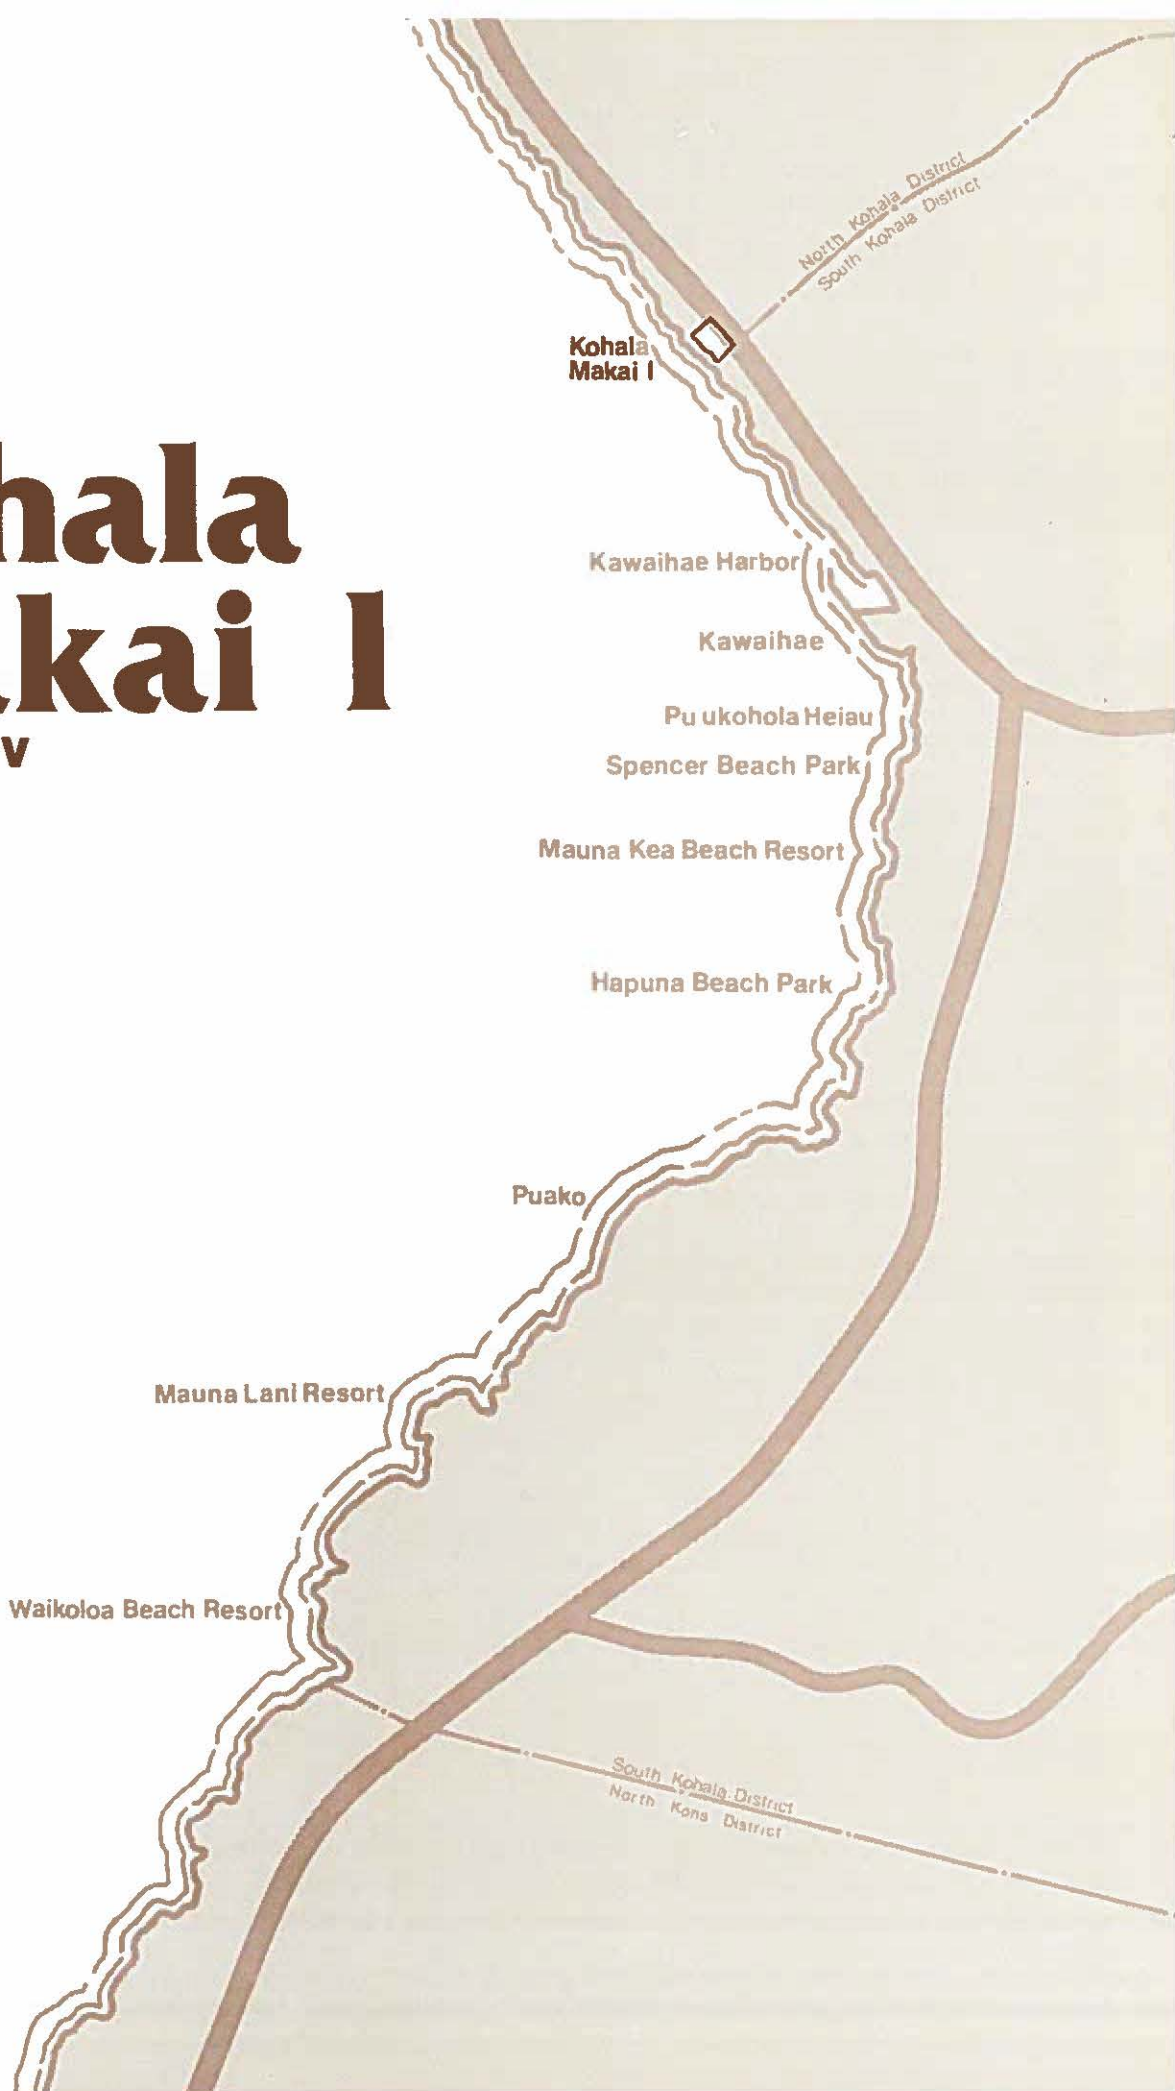 North Kohala District
South Kohala District
Kohala
Makai I
hala
kai I
v
Kawaihae Harbor
Kawaihae
Pu ukohola Heiau
Spencer Beach Park
Mauna Kea Beach Resort
Hapuna Beach Park
Puako
Mauna Lani Resort
Waikoloa Beach Resort
South Kohala District
North Kona District